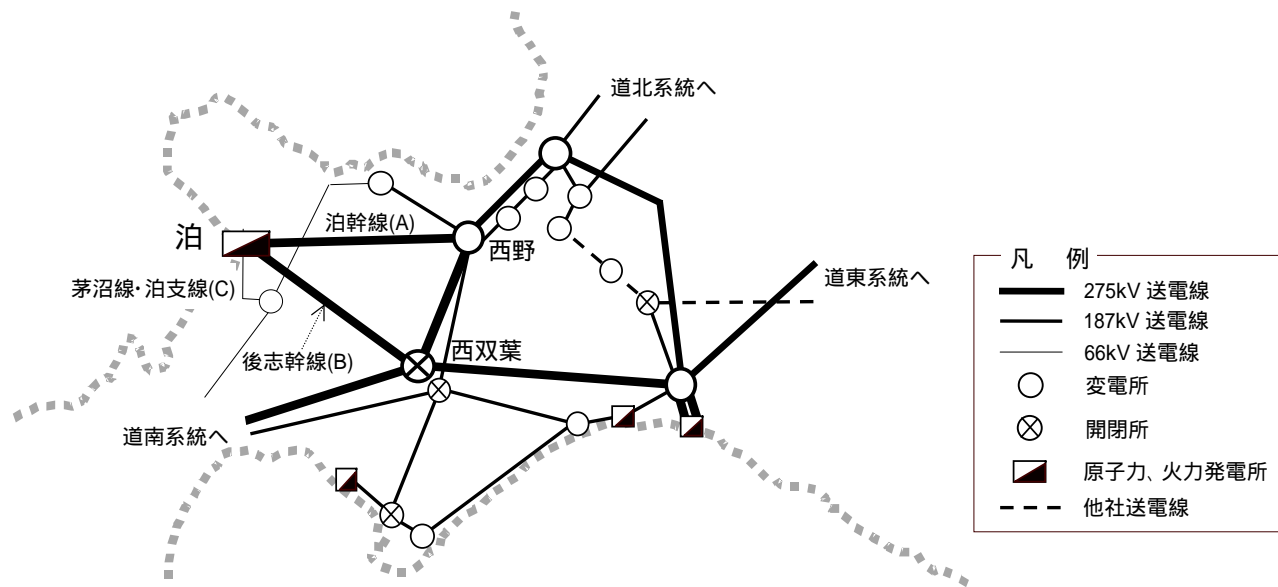 道北系統へ
泊幹線(A)
泊
西野
茅沼線・泊支線(C)
道東系統へ
後志幹線(B)
西双葉
道南系統へ
凡 例
275kV 送電線
187kV 送電線
66kV 送電線
変電所
開閉所
原子力、火力発電所
他社送電線